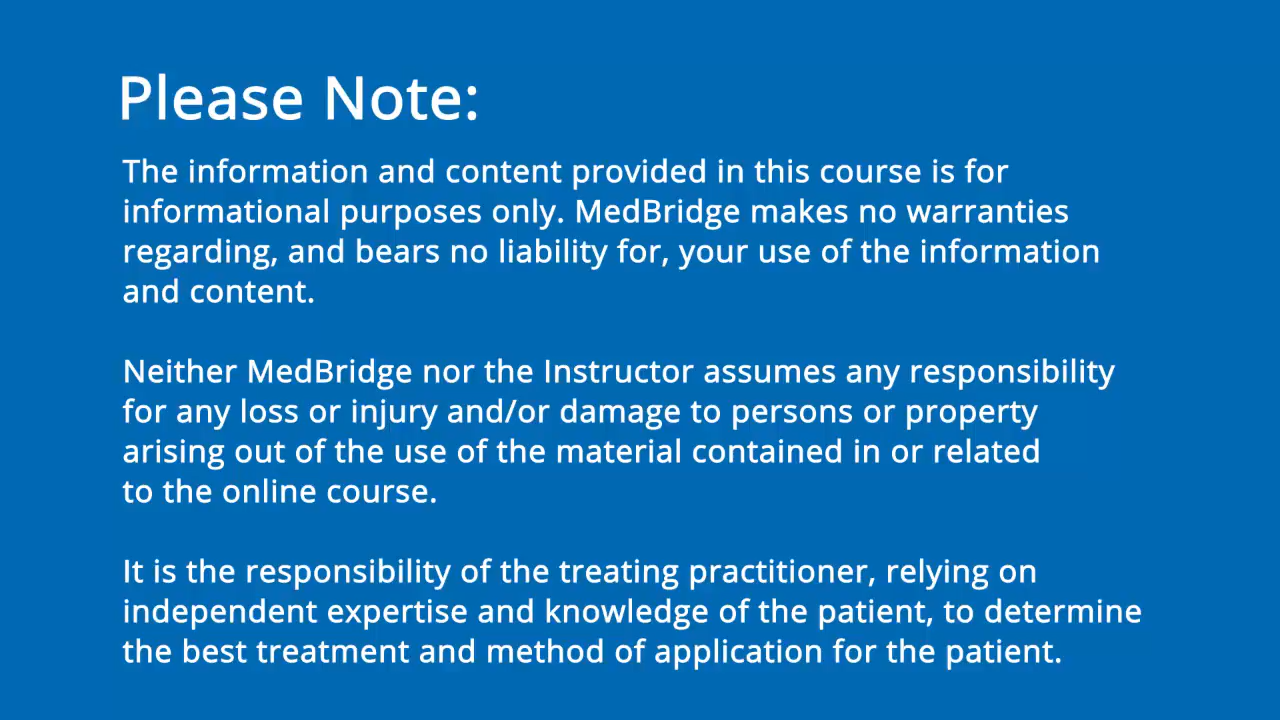 Please Note:
The information and content provided in this course is for
informational purposes only. MedBridge makes no warranties
regarding, and bears no liability for, your use of the information
and content.
Neither MedBridge nor the Instructor assumes any responsibility
for any loss or injury and/or damage to persons or property
arising out of the use of the material contained in or related
to the online course.
It is the responsibility of the treating practitioner, relying on
independent expertise and knowledge of the patient, to determine
the best treatment and method of application for the patient.